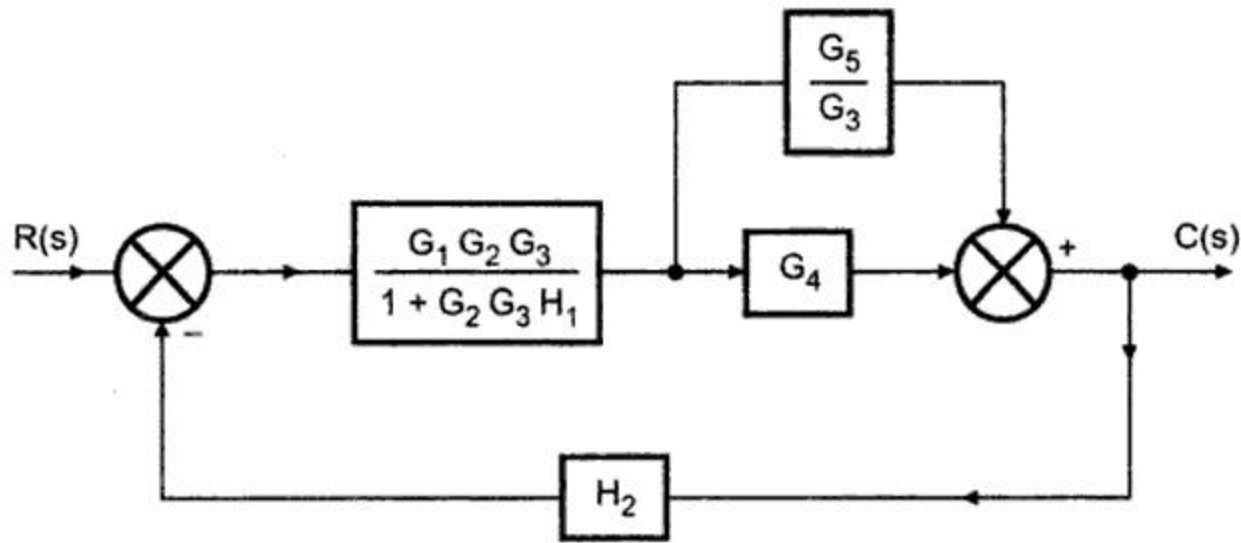 G₅
G₃
R(s)
G₁ G₂ G₃
1 + G₂ G₃ H₁
G₄
+
C(s)
−
H₂